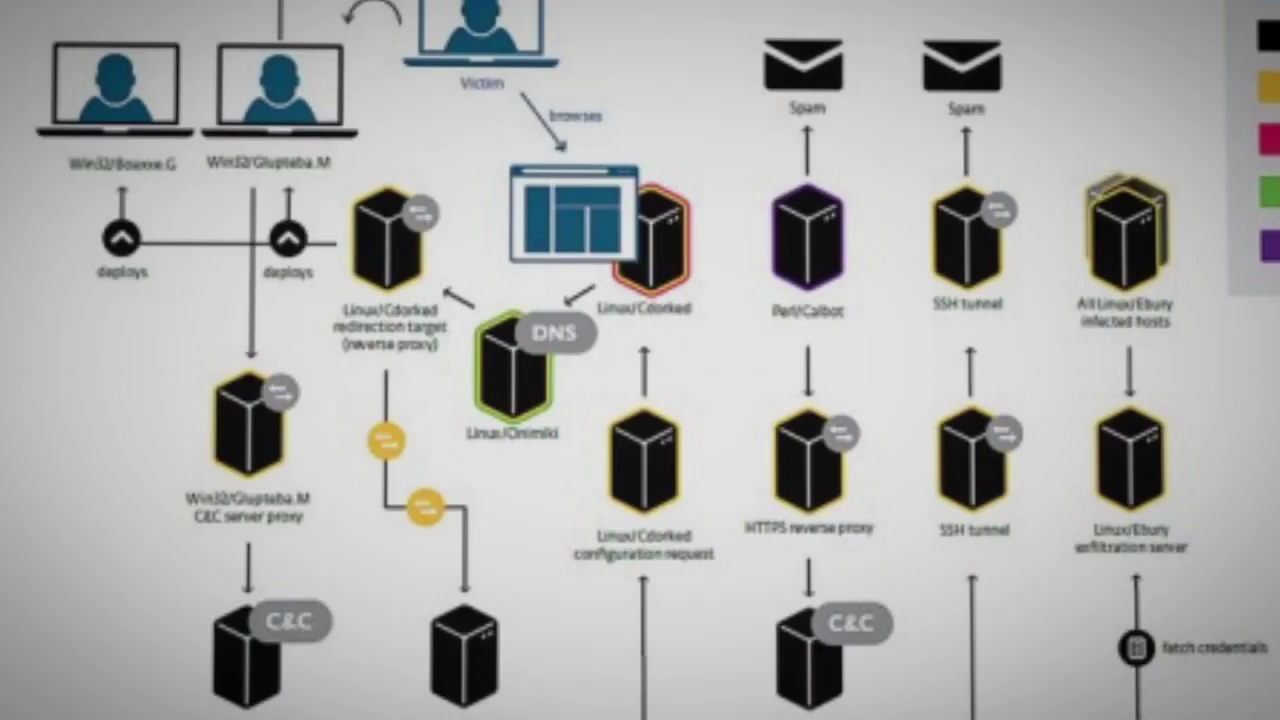 Victim
browses
Spam
Spam
Win32/Boaxxe.G
Win32/Glupteba.M
deploys
deploys
Linux/Cdorked
redirection target
(reverse proxy)
Linux/Cdorked
Perl/Calbot
SSH tunnel
All Linux/Ebury
infected hosts
DNS
Linux/Onimiki
Win32/Glupteba.M
C&C server proxy
Linux/Cdorked
configuration request
HTTPS reverse proxy
SSH tunnel
Linux/Ebury
exfiltration server
C&C
C&C
fetch credentials